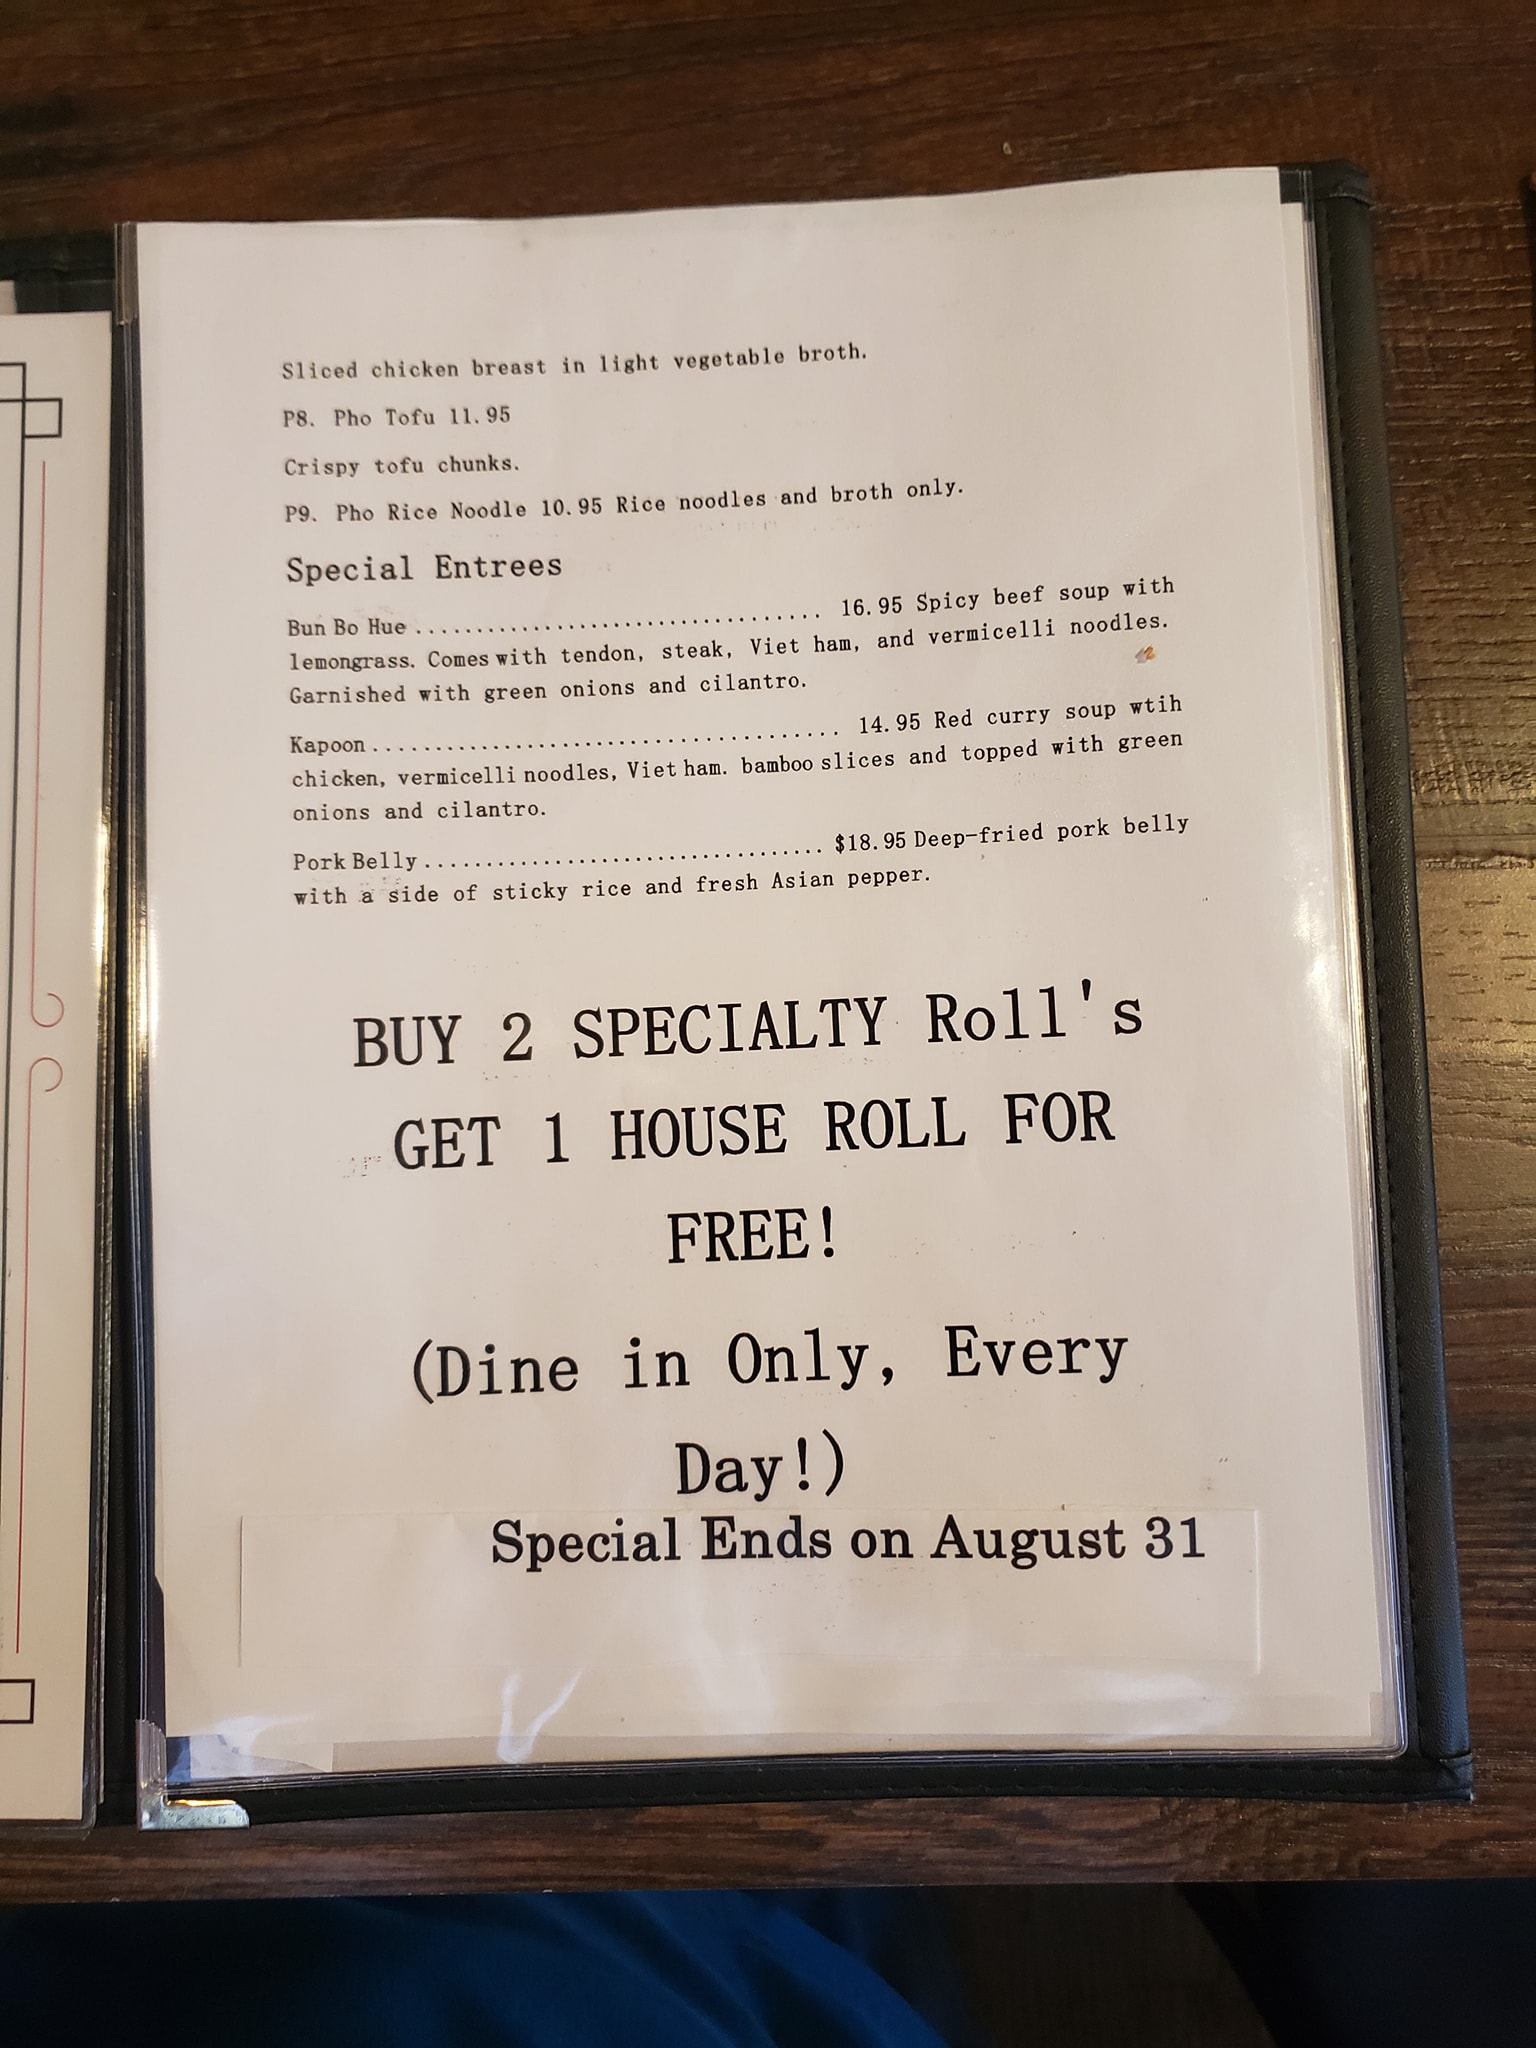 Sliced chicken breast in light vegetable broth.
P8. Pho Tofu 11.95
Crispy tofu chunks.
P9. Pho Rice Noodle 10.95 Rice noodles and broth only.
Special Entrees
Bun Bo Hue ................................. 16.95 Spicy beef soup with
lemongrass. Comes with tendon, steak, Viet ham, and vermicelli noodles.
Garnished with green onions and cilantro.
Kapoon ...................................... 14.95 Red curry soup wtih
chicken, vermicelli noodles, Viet ham. bamboo slices and topped with green
onions and cilantro.
Pork Belly ................................. $18.95 Deep-fried pork belly
with a side of sticky rice and fresh Asian pepper.
BUY 2 SPECIALTY Roll's
GET 1 HOUSE ROLL FOR
FREE!
(Dine in Only, Every
Day!)
Special Ends on August 31